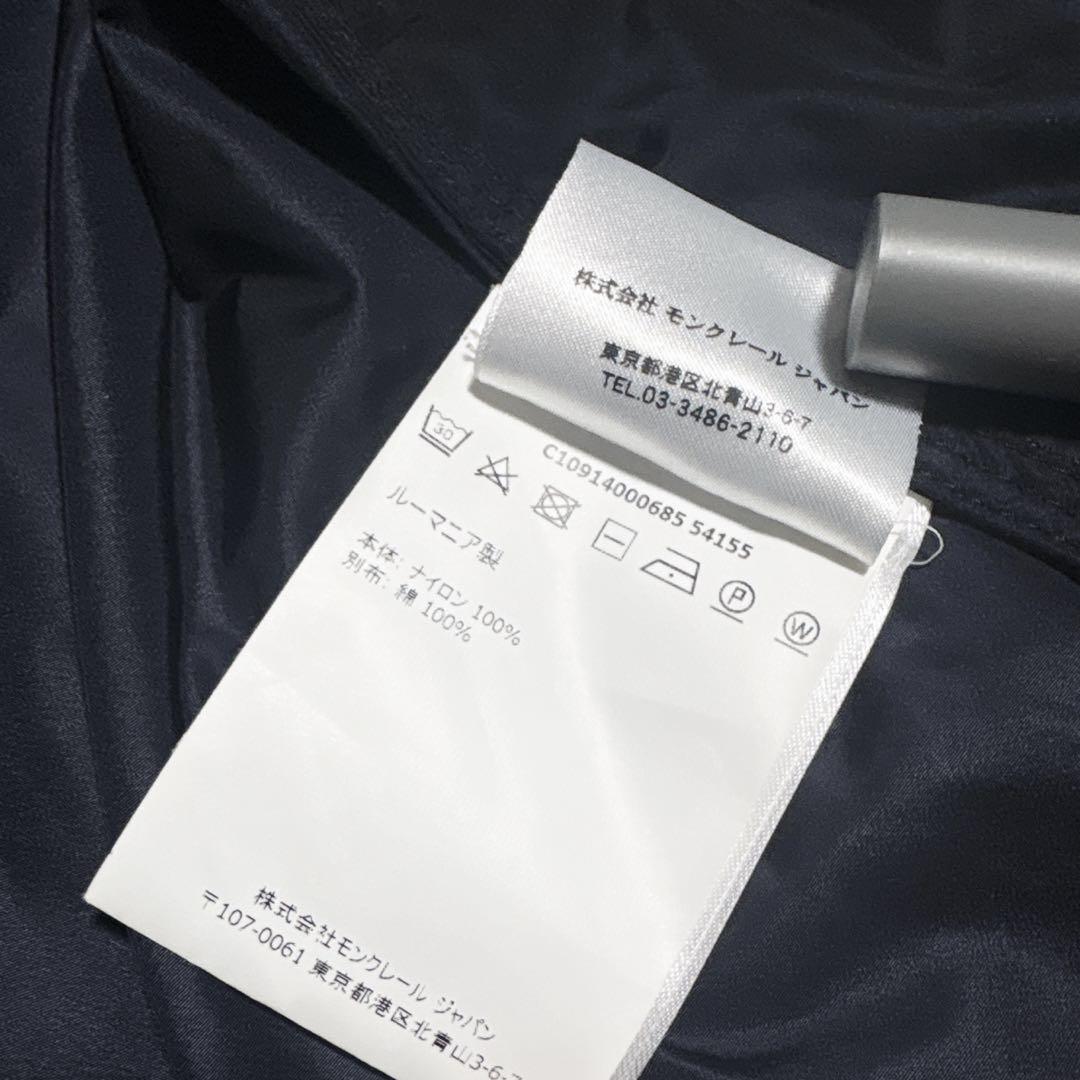 株式会社 モンクレール ジャパン
東京都港区北青山3-6-7
TEL.03-3486-2110
C10914000685 54155
30
P
W
ルーマニア製
本体: ナイロン 100%
別布: 綿 100%
株式会社モンクレール ジャパン
〒107-0061 東京都港区北青山3-6-7